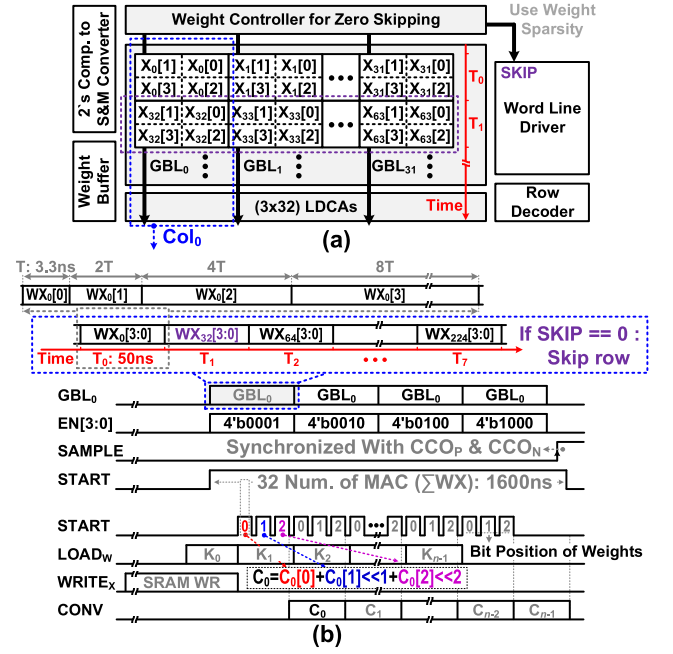 Weight Controller for Zero Skipping
Use Weight
Sparsity
2`s Comp. to
S&M Converter
X0[1] X0[0] X1[1] X1[0] ••• X31[1] X31[0]
X0[3] X0[2] X1[3] X1[2] X31[3] X31[2]
T0
X32[1] X32[0] X33[1] X33[0] ••• X63[1] X63[0]
X32[3] X32[2] X33[3] X33[2] X63[3] X63[2]
T1
SKIP
Word Line
Driver
Weight
Buffer
GBL0 GBL1 GBL31
(3x32) LDCAs
Time
Row
Decoder
Col0
(a)
T: 3.3ns 2T 4T 8T
WX0[0] WX0[1] WX0[2] WX0[3]
WX0[3:0] WX32[3:0] WX64[3:0] WX224[3:0]
If SKIP == 0 :
Skip row
Time T0: 50ns T1 T2 ••• T7
GBL0 GBL0 GBL0 GBL0 GBL0
EN[3:0] 4'b0001 4'b0010 4'b0100 4'b1000
SAMPLE Synchronized With CCOP & CCON
START 32 Num. of MAC (∑WX): 1600ns
START 0 1 2 0 1 2 0 ••• 2 0 1 2 0 1 2
LOADW K0 K1 K2 Kn-1 Bit Position of Weights
WRITEX SRAM WR C0=C0[0]+C0[1]<<1+C0[2]<<2
CONV C0 C1 Cn-2 Cn-1
(b)